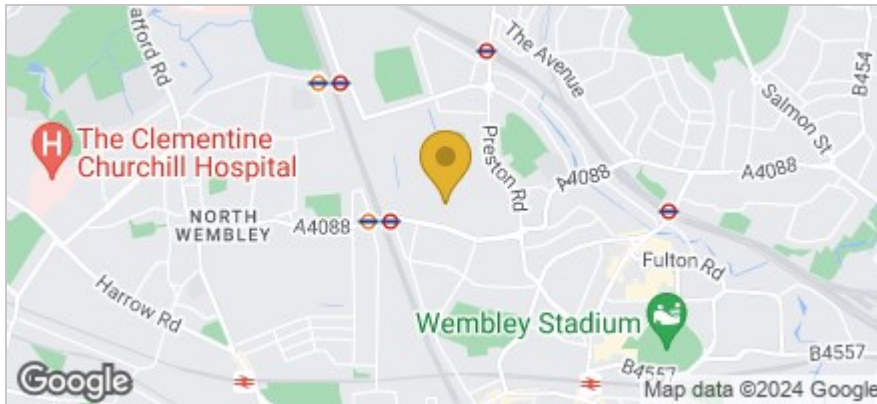 atford Rd
The Avenue
B454
Salmon St
H
The Clementine
Churchill Hospital
Preston Rd
A4088
A4088
NORTH
WEMBLEY
A4088
Fulton Rd
Harrow Rd
Wembley Stadium
B4557
B4557
Google
Map data ©2024 Google